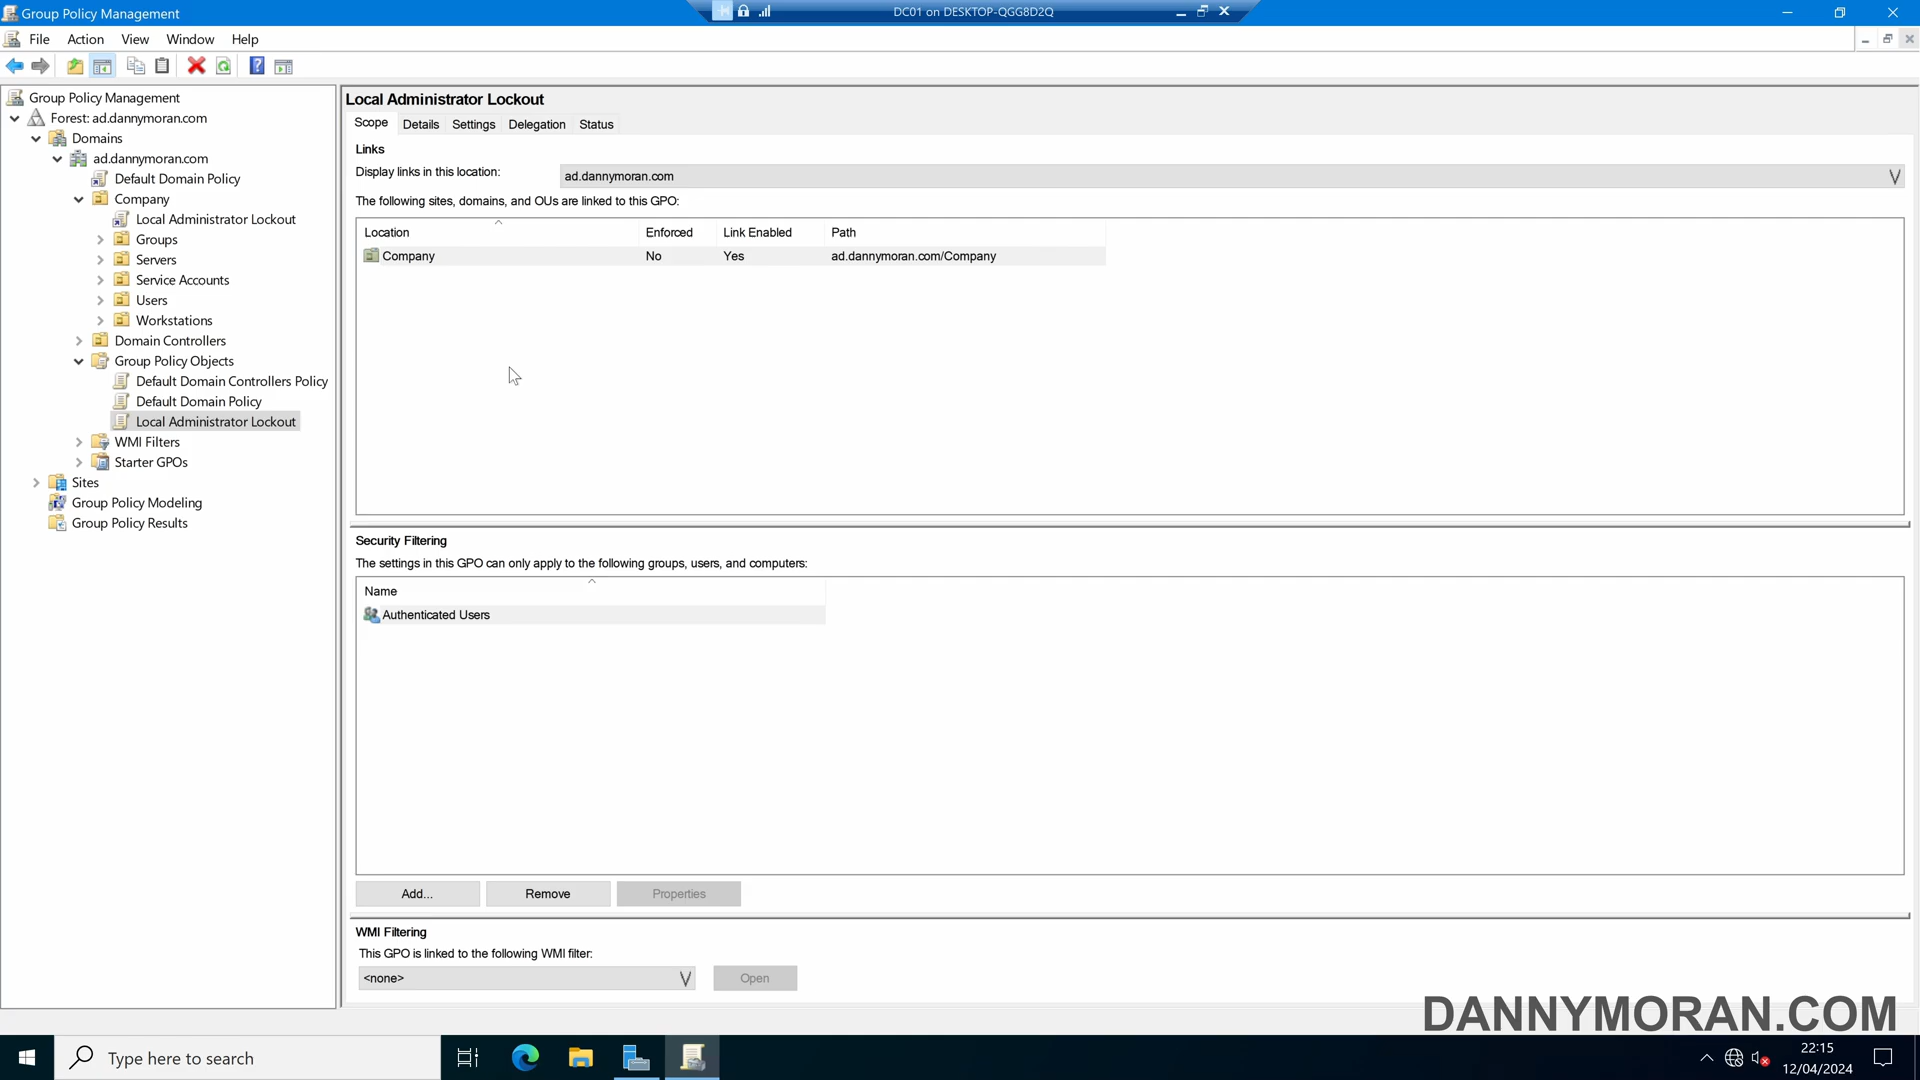 Group Policy Management
DC01 on DESKTOP-QGG8D2Q
File Action View Window Help
Group Policy Management
Forest: ad.dannymoran.com
Domains
ad.dannymoran.com
Default Domain Policy
Company
Local Administrator Lockout
Groups
Servers
Service Accounts
Users
Workstations
Domain Controllers
Group Policy Objects
Default Domain Controllers Policy
Default Domain Policy
Local Administrator Lockout
WMI Filters
Starter GPOs
Sites
Group Policy Modeling
Group Policy Results
Local Administrator Lockout
Scope Details Settings Delegation Status
Links
Display links in this location: ad.dannymoran.com
The following sites, domains, and OUs are linked to this GPO:
Location Enforced Link Enabled Path
Company No Yes ad.dannymoran.com/Company
Security Filtering
The settings in this GPO can only apply to the following groups, users, and computers:
Name
Authenticated Users
Add... Remove Properties
WMI Filtering
This GPO is linked to the following WMI filter:
<none> Open
DANNYMORAN.COM
Type here to search
22:15
12/04/2024